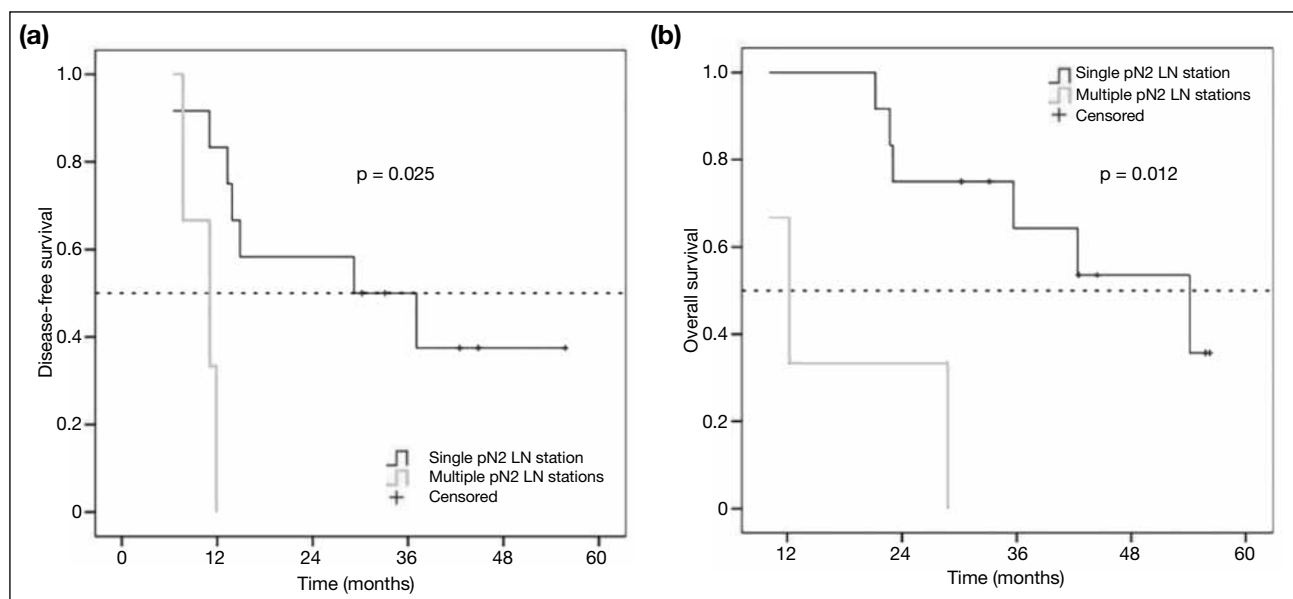 (a)
1.0
0.8
0.6
0.4
0.2
0
Disease-free survival
p = 0.025
Single pN2 LN station
Multiple pN2 LN stations
Censored
0 12 24 36 48 60
Time (months)
(b)
1.0
0.8
0.6
0.4
0.2
0
Overall survival
Single pN2 LN station
Multiple pN2 LN stations
Censored
p = 0.012
12 24 36 48 60
Time (months)